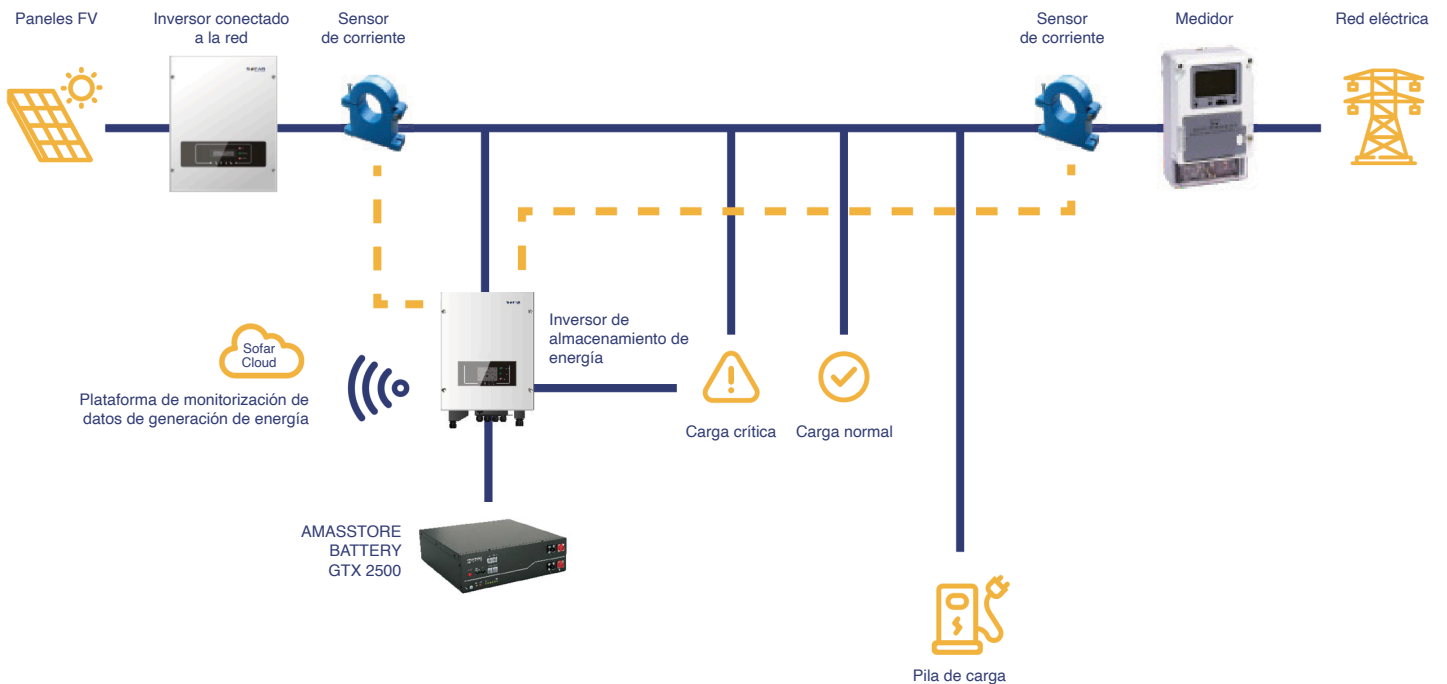 Paneles FV
Inversor conectado
a la red
Sensor
de corriente
Sensor
de corriente
Medidor
Red eléctrica
Sofar
Cloud
Plataforma de monitorización de
datos de generación de energía
Inversor de
almacenamiento de
energía
Carga crítica
Carga normal
AMASSTORE
BATTERY
GTX 2500
Pila de carga